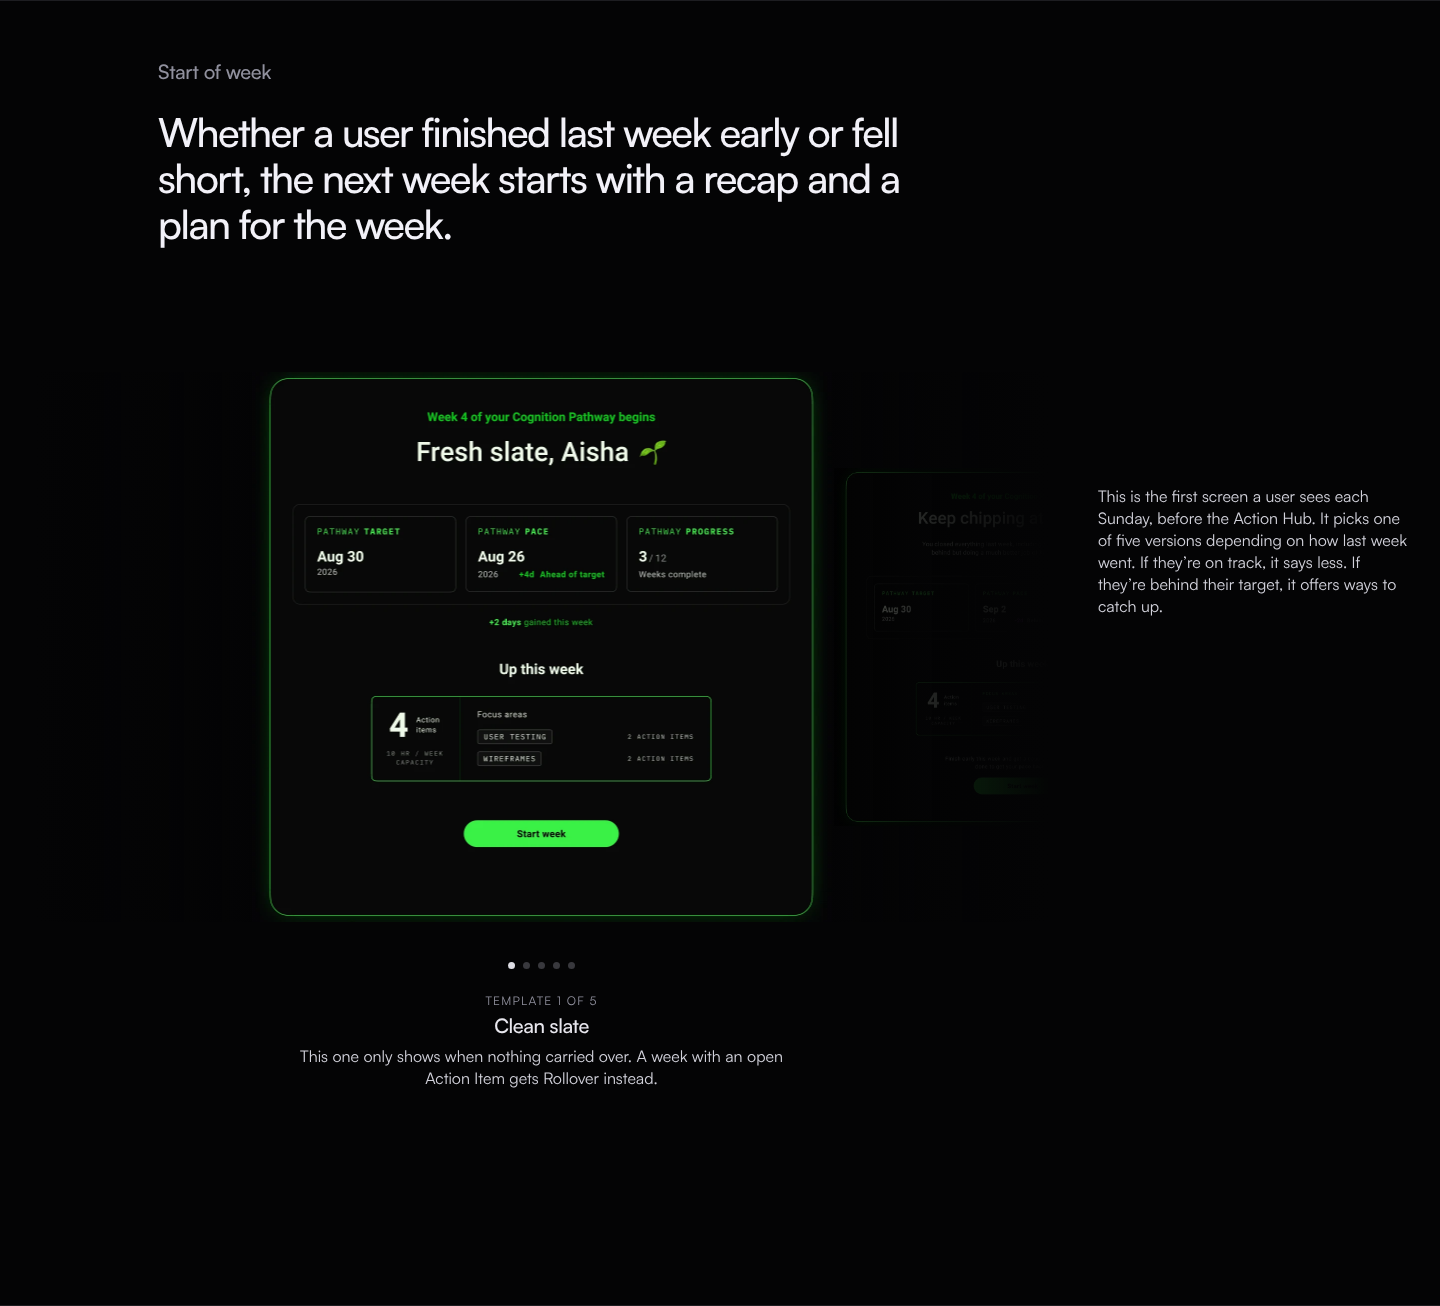 Start of week
Whether a user finished last week early or fell
short, the next week starts with a recap and a
plan for the week.
Week 4 of your Cognition Pathway begins
Fresh slate, Aisha
PATHWAY TARGET
Aug 30
2026
PATHWAY PACE
Aug 26
2026 +4d Ahead of target
PATHWAY PROGRESS
3 / 12
Weeks complete
+2 days gained this week
Up this week
4 Action items
10 HR / WEEK
CAPACITY
Focus areas
USER TESTING 2 ACTION ITEMS
WIREFRAMES 2 ACTION ITEMS
Start week
Keep chipping
PATHWAY TARGET
Aug 30
Sep 3
Up this
4
This is the first screen a user sees each
Sunday, before the Action Hub. It picks one
of five versions depending on how last week
went. If they’re on track, it says less. If
they’re behind their target, it offers ways to
catch up.
TEMPLATE 1 OF 5
Clean slate
This one only shows when nothing carried over. A week with an open
Action Item gets Rollover instead.